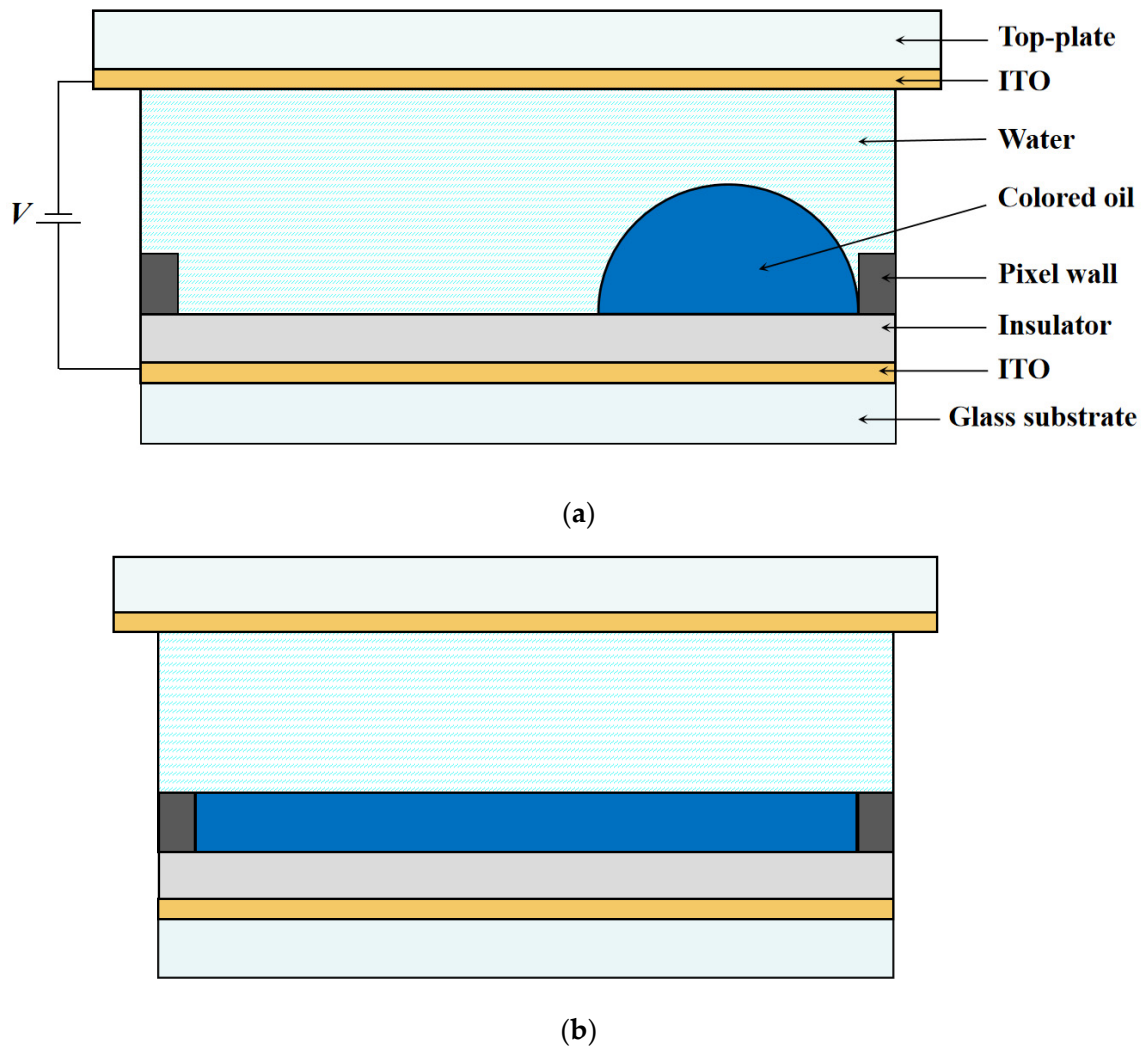 Top-plate
ITO
Water
Colored oil
V
Pixel wall
Insulator
ITO
Glass substrate
(a)
(b)